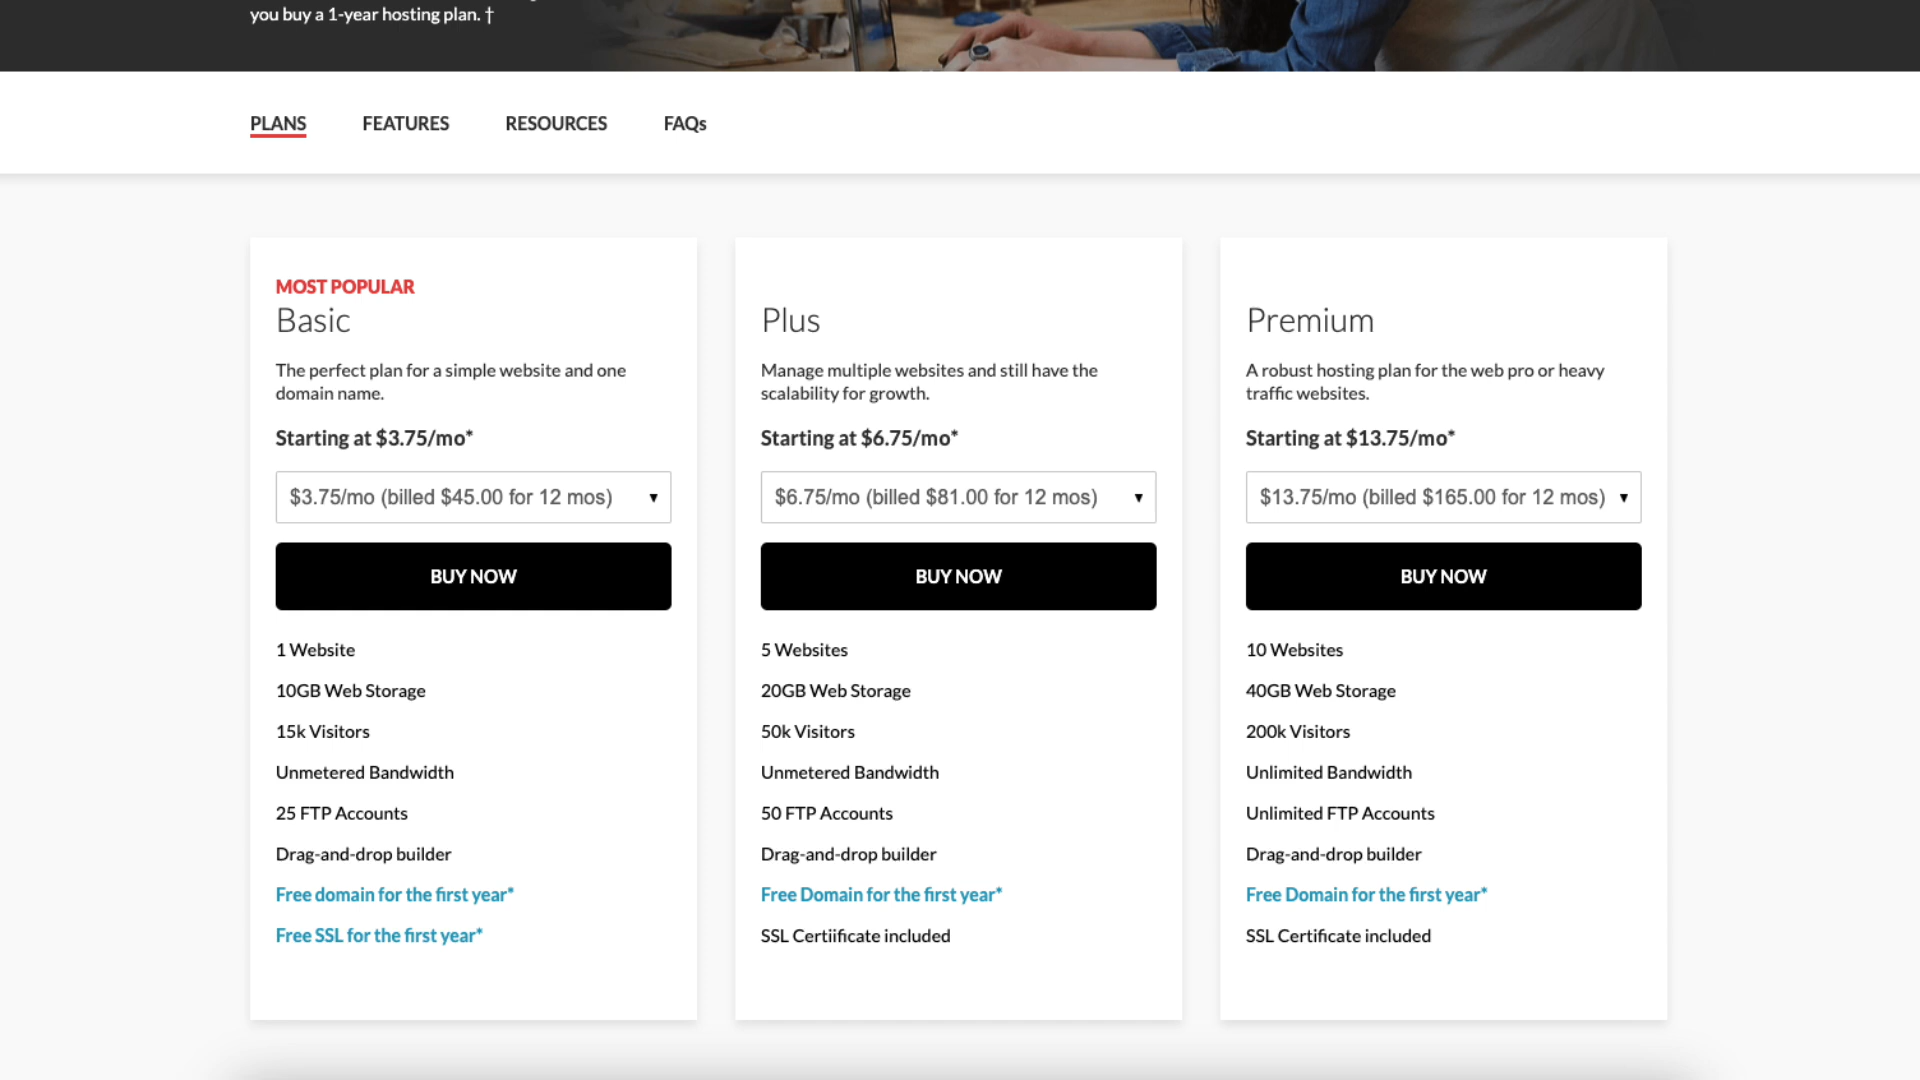 you buy a 1-year hosting plan. †
PLANS
FEATURES
RESOURCES
FAQs
MOST POPULAR
Basic
The perfect plan for a simple website and one
domain name.
Starting at $3.75/mo*
$3.75/mo (billed $45.00 for 12 mos)
BUY NOW
1 Website
10GB Web Storage
15k Visitors
Unmetered Bandwidth
25 FTP Accounts
Drag-and-drop builder
Free domain for the first year*
Free SSL for the first year*
Plus
Manage multiple websites and still have the
scalability for growth.
Starting at $6.75/mo*
$6.75/mo (billed $81.00 for 12 mos)
BUY NOW
5 Websites
20GB Web Storage
50k Visitors
Unmetered Bandwidth
50 FTP Accounts
Drag-and-drop builder
Free Domain for the first year*
SSL Certiificate included
Premium
A robust hosting plan for the web pro or heavy
traffic websites.
Starting at $13.75/mo*
$13.75/mo (billed $165.00 for 12 mos)
BUY NOW
10 Websites
40GB Web Storage
200k Visitors
Unlimited Bandwidth
Unlimited FTP Accounts
Drag-and-drop builder
Free Domain for the first year*
SSL Certificate included